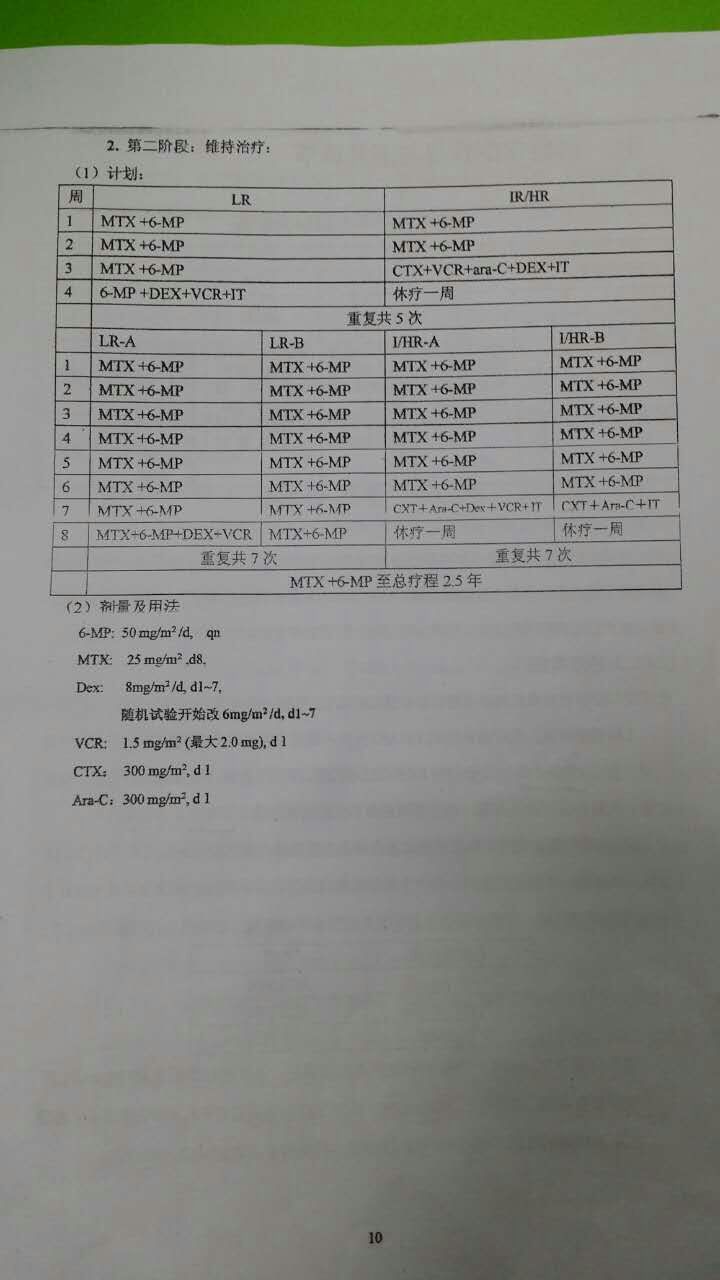 2. 第二阶段：维持治疗：
（1）计划：
周 LR IR/HR
1 MTX +6-MP MTX +6-MP
2 MTX +6-MP MTX +6-MP
3 MTX +6-MP CTX+VCR+ara-C+DEX+IT
4 6-MP +DEX+VCR+IT 休疗一周
重复共 5 次
LR-A LR-B I/HR-A I/HR-B
1 MTX +6-MP MTX +6-MP MTX +6-MP MTX +6-MP
2 MTX +6-MP MTX +6-MP MTX +6-MP MTX +6-MP
3 MTX +6-MP MTX +6-MP MTX +6-MP MTX +6-MP
4 MTX +6-MP MTX +6-MP MTX +6-MP MTX +6-MP
5 MTX +6-MP MTX +6-MP MTX +6-MP MTX +6-MP
6 MTX +6-MP MTX +6-MP MTX +6-MP MTX +6-MP
7 MTX +6-MP MTX +6-MP CXT＋Ara-C+Dex＋VCR+IT CXT＋Ara-C＋IT
8 MTX+6-MP+DEX+VCR MTX+6-MP 休疗一周 休疗一周
重复共 7 次 重复共 7 次
MTX +6-MP 至总疗程 2.5 年
（2）剂量及用法
6-MP: 50 mg/m²/d, qn
MTX: 25 mg/m² ,d8,
Dex: 8mg/m²/d, d1~7,
随机试验开始改 6mg/m²/d, d1~7
VCR: 1.5 mg/m² (最大 2.0 mg), d 1
CTX： 300 mg/m², d 1
Ara-C：300 mg/m², d 1
10